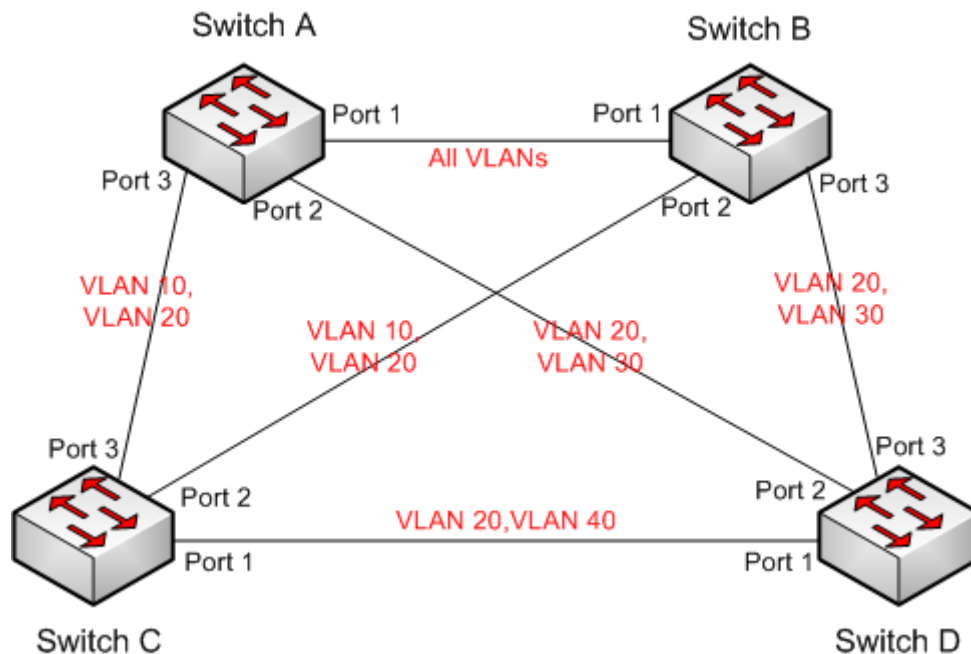 Switch A
Switch B
Port 1
Port 1
All VLANs
Port 3
Port 2
Port 2
Port 3
VLAN 10,
VLAN 20
VLAN 10,
VLAN 20
VLAN 20,
VLAN 30
VLAN 20,
VLAN 30
Port 3
Port 2
Port 3
Port 2
VLAN 20,VLAN 40
Port 1
Port 1
Switch C
Switch D